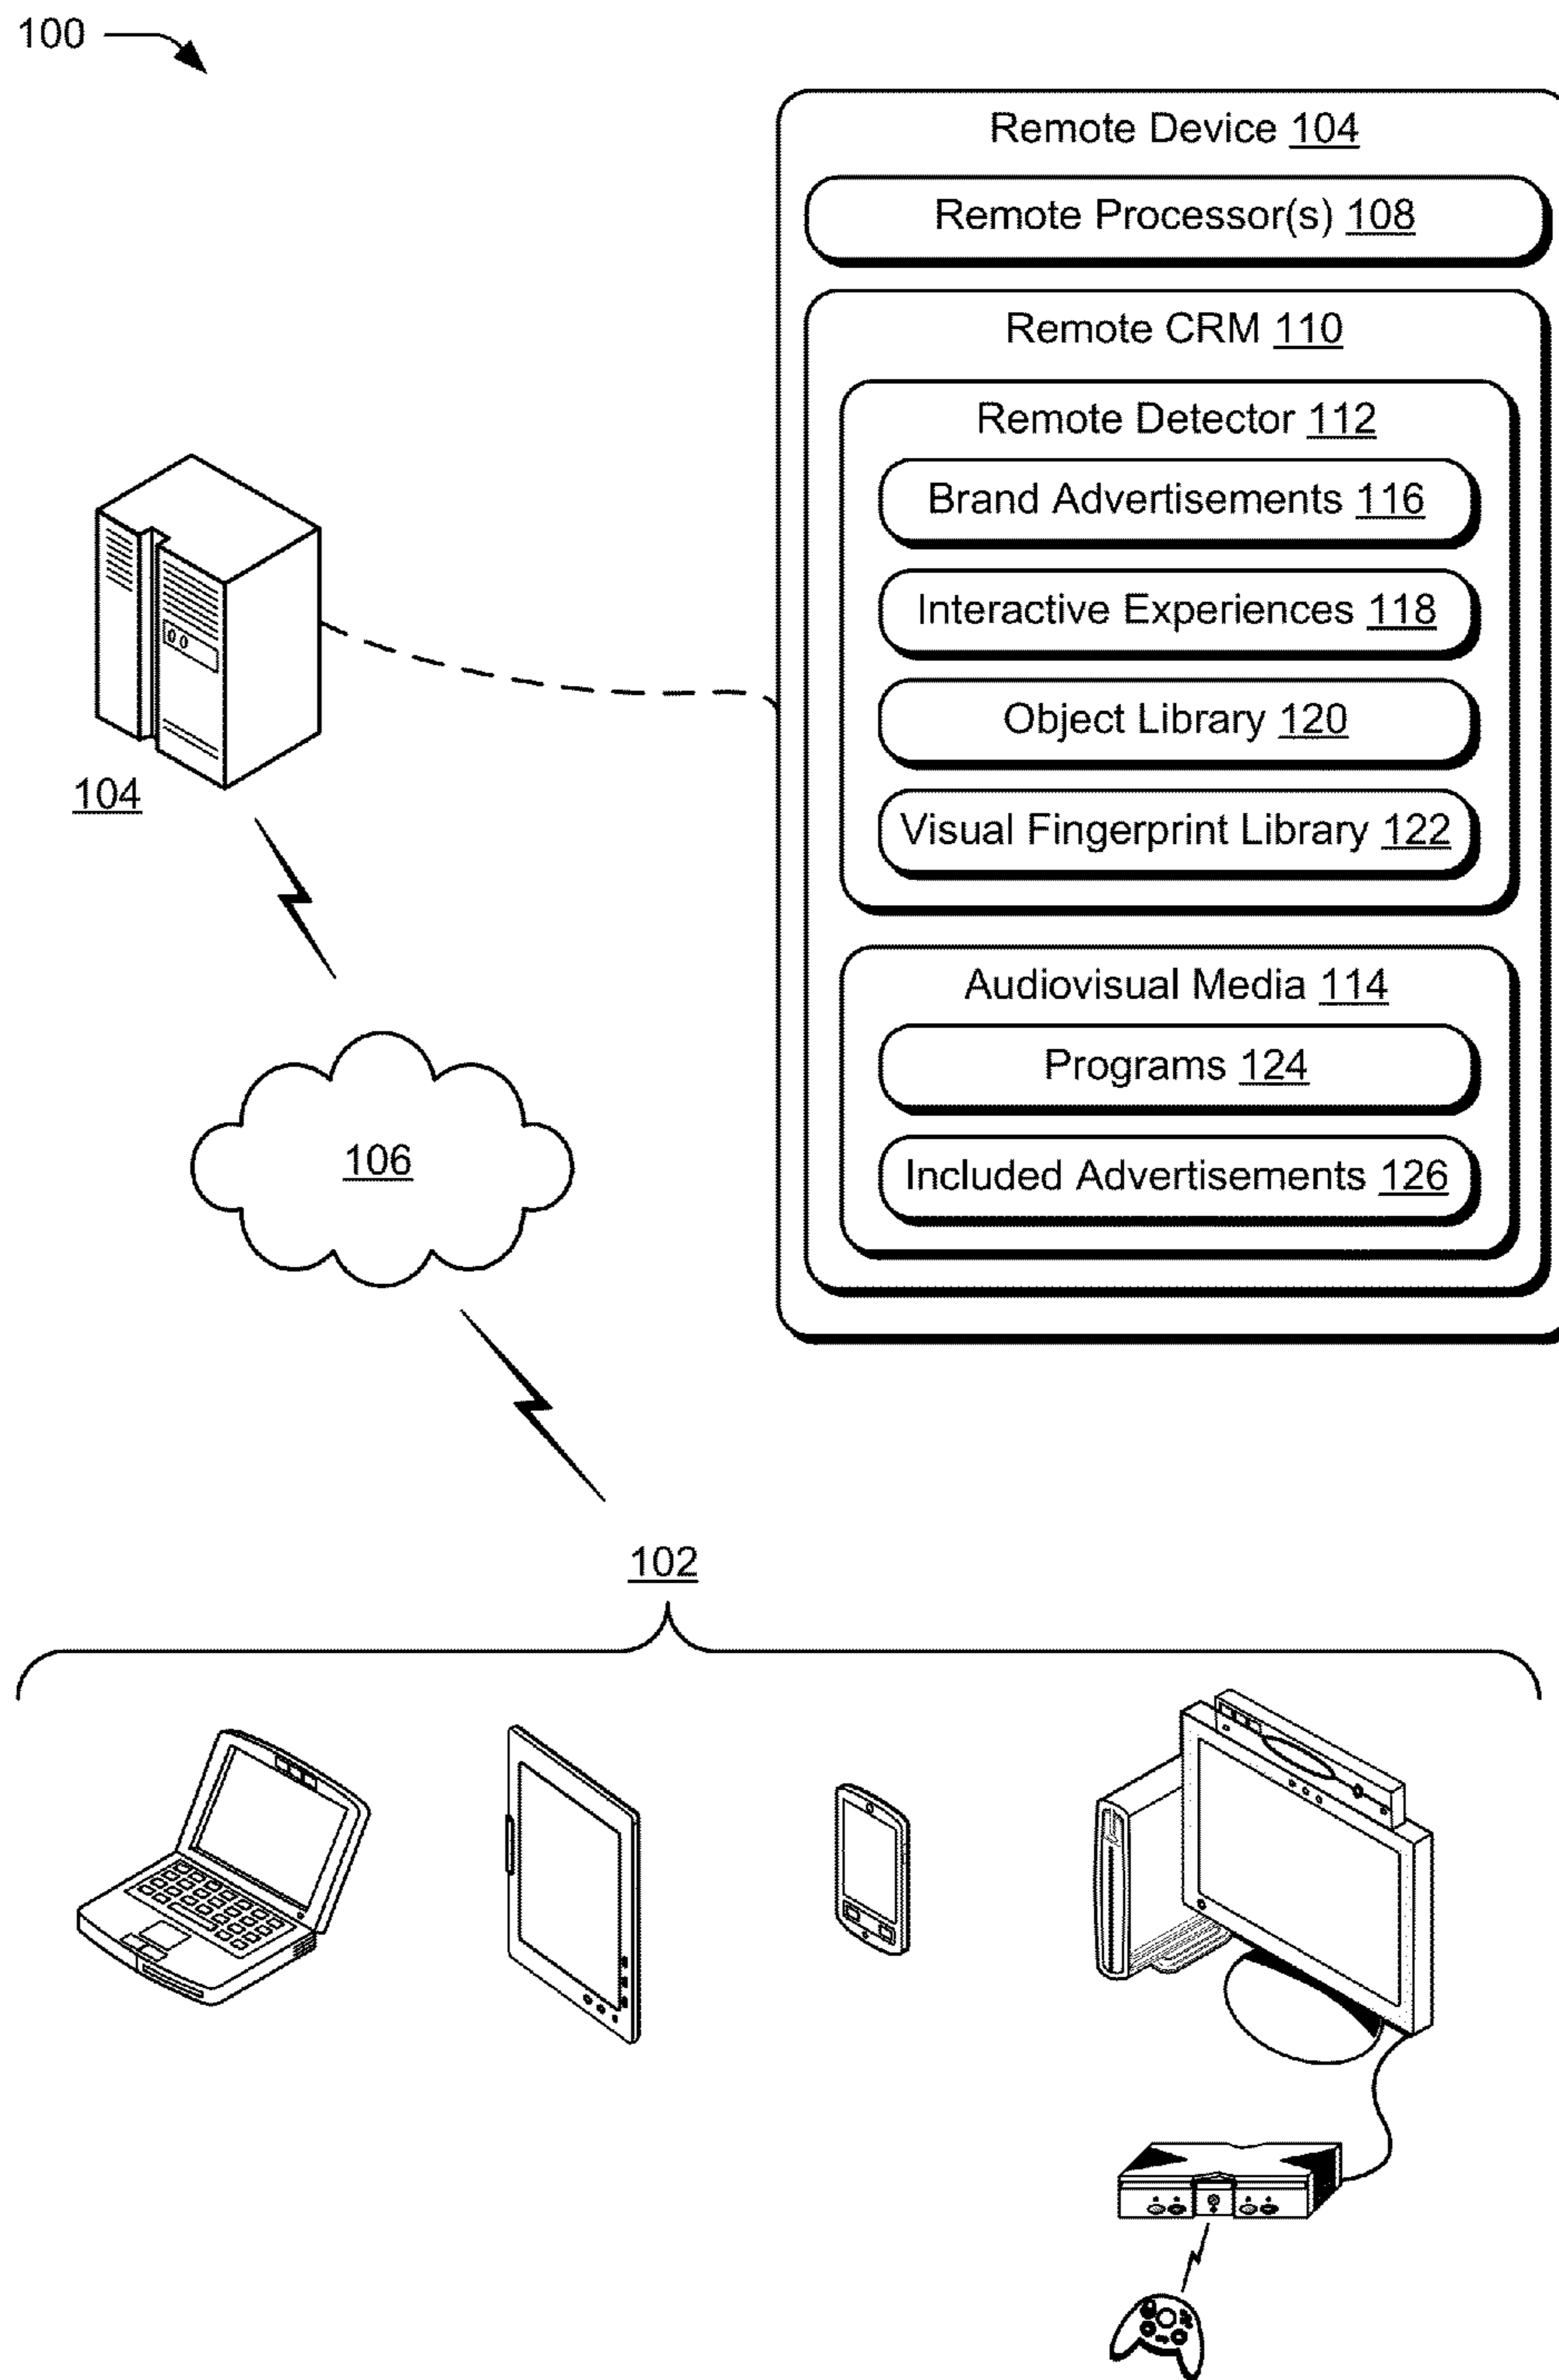 100
Remote Device 104
Remote Processor(s) 108
Remote CRM 110
Remote Detector 112
Brand Advertisements 116
Interactive Experiences 118
Object Library 120
Visual Fingerprint Library 122
Audiovisual Media 114
Programs 124
Included Advertisements 126
104
106
102